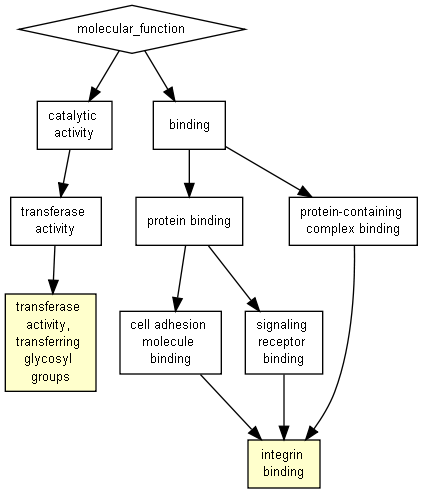 molecular_function
catalytic
activity
binding
transferase
activity
protein binding
protein-containing
complex binding
transferase
activity,
transferring
glycosyl
groups
cell adhesion
molecule
binding
signaling
receptor
binding
integrin
binding